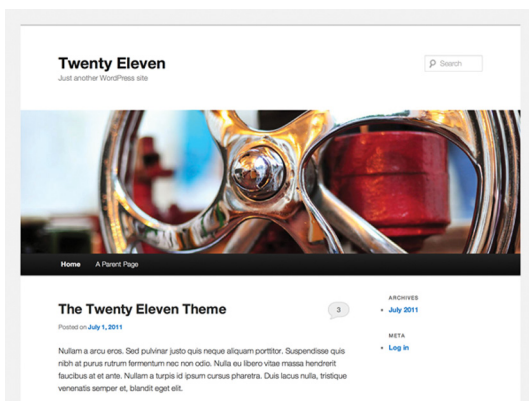 Twenty Eleven
Just another WordPress site
Search
Home
A Parent Page
The Twenty Eleven Theme
3
Posted on July 1, 2011
Nullam a arcu eros. Sed pulvinar justo quis neque aliquam porttitor. Suspendisse quis
nibh at purus rutrum fermentum nec non odio. Nulla eu libero vitae massa hendrerit
faucibus at et ante. Nullam a turpis id ipsum cursus pharetra. Duis lacus nulla, tristique
venenatis semper et, blandit eget elit.
ARCHIVES
July 2011
META
Log in